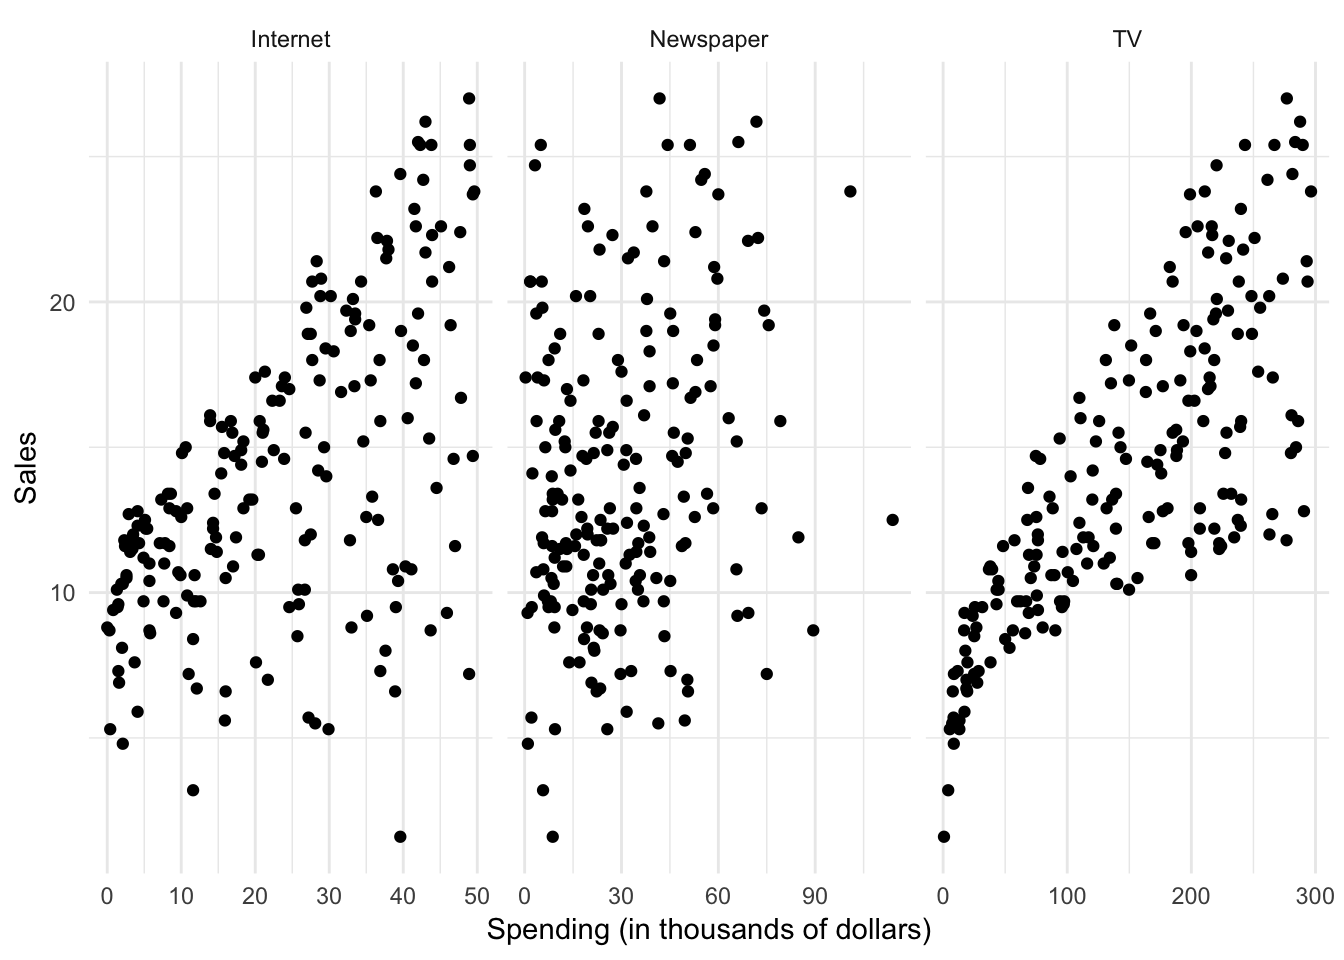 Internet Newspaper TV
Sales
20
10
0 10 20 30 40 50 0 30 60 90 0 100 200 300
Spending (in thousands of dollars)